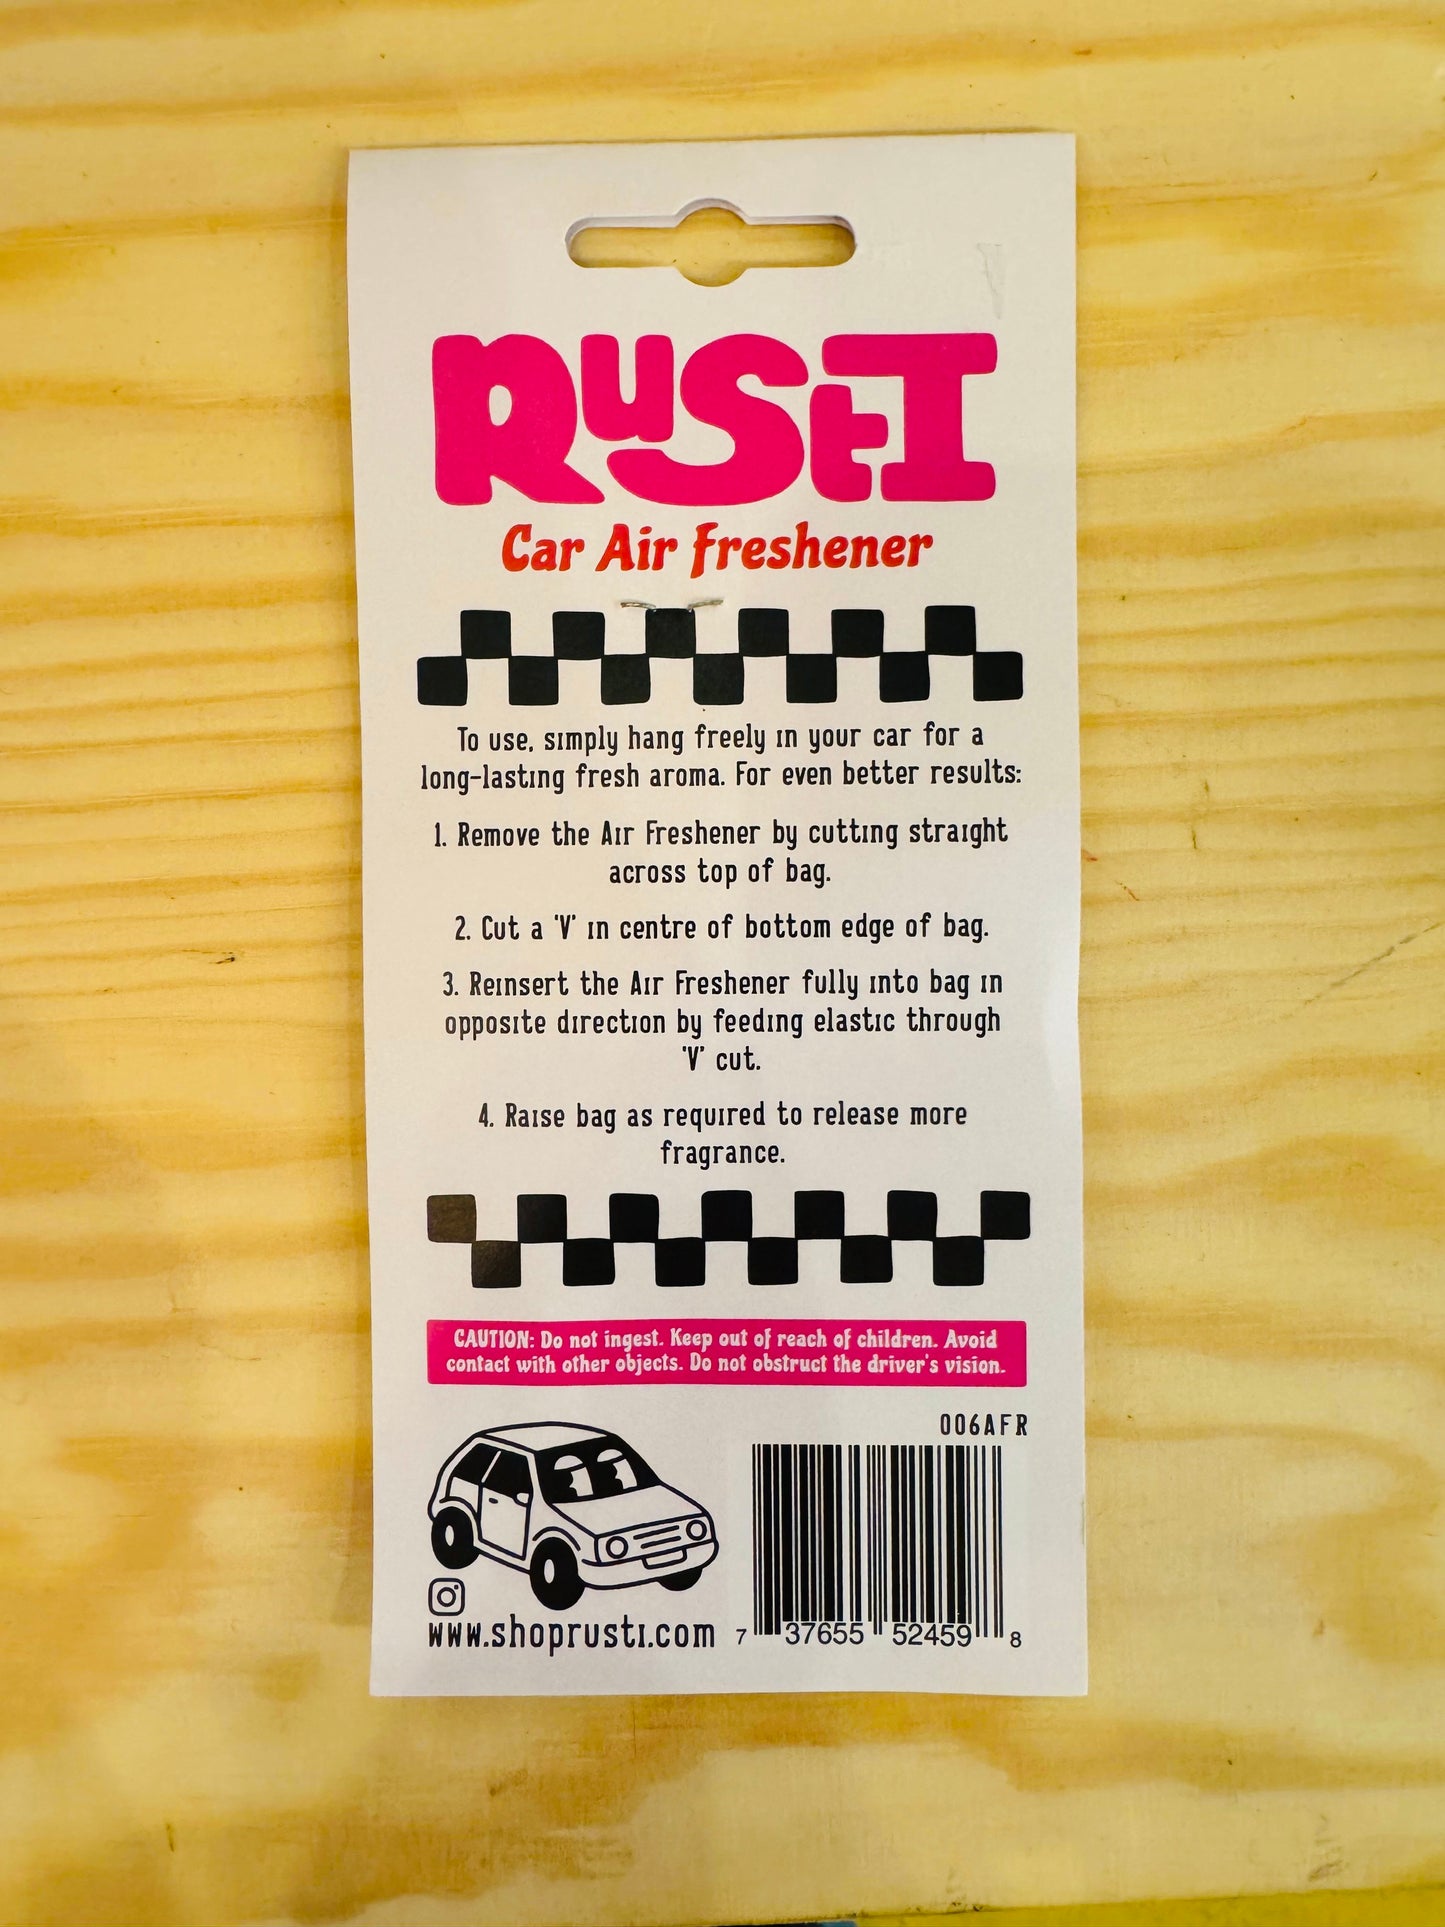 RUSTI
Car Air Freshener
To use, simply hang freely in your car for a
long-lasting fresh aroma. For even better results:
1. Remove the Air Freshener by cutting straight
across top of bag.
2. Cut a 'V' in centre of bottom edge of bag.
3. Reinsert the Air Freshener fully into bag in
opposite direction by feeding elastic through
'V' cut.
4. Raise bag as required to release more
fragrance.
CAUTION: Do not ingest. Keep out of reach of children. Avoid
contact with other objects. Do not obstruct the driver's vision.
006AFR
www.shoprusti.com
7 37655 52459 8